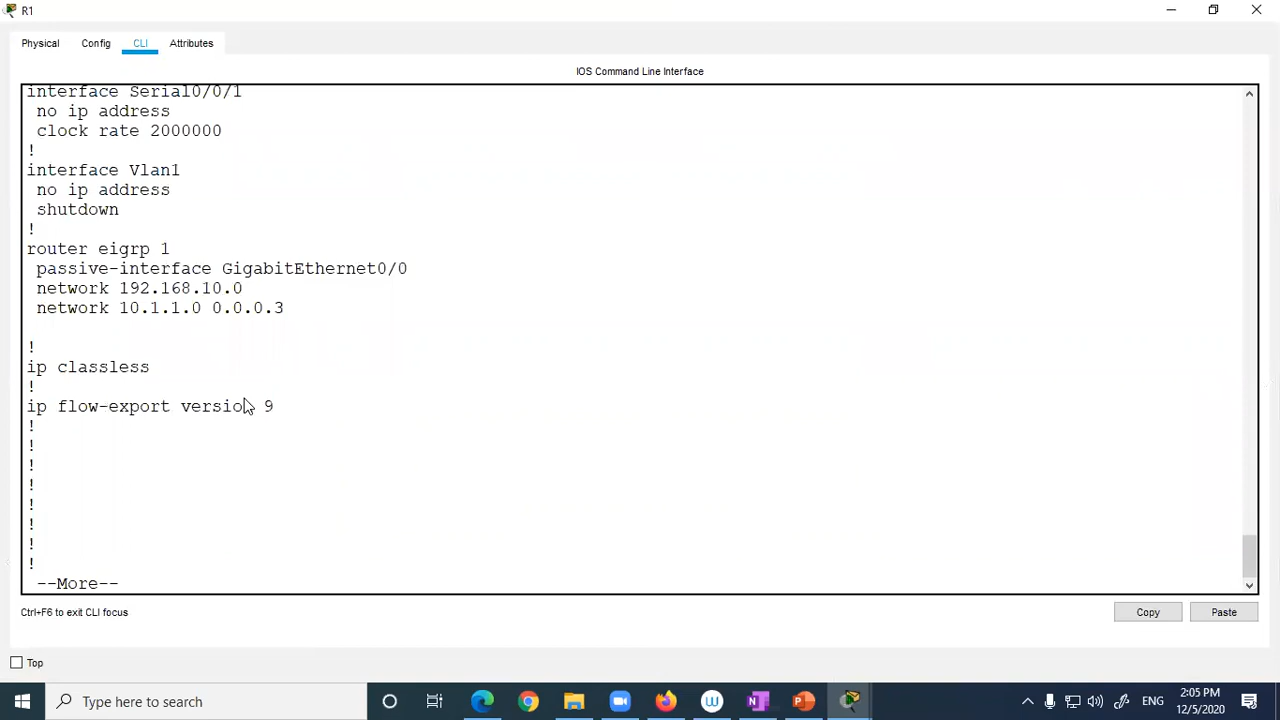 R1
Physical Config CLI Attributes
IOS Command Line Interface
interface Serial0/0/1
no ip address
clock rate 2000000
!
interface Vlan1
no ip address
shutdown
!
router eigrp 1
passive-interface GigabitEthernet0/0
network 192.168.10.0
network 10.1.1.0 0.0.0.3
!
ip classless
!
ip flow-export version 9
!
!
!
!
!
!
!
!
--More--
Ctrl+F6 to exit CLI focus
Copy Paste
Top
Type here to search
ENG
2:05 PM
12/5/2020